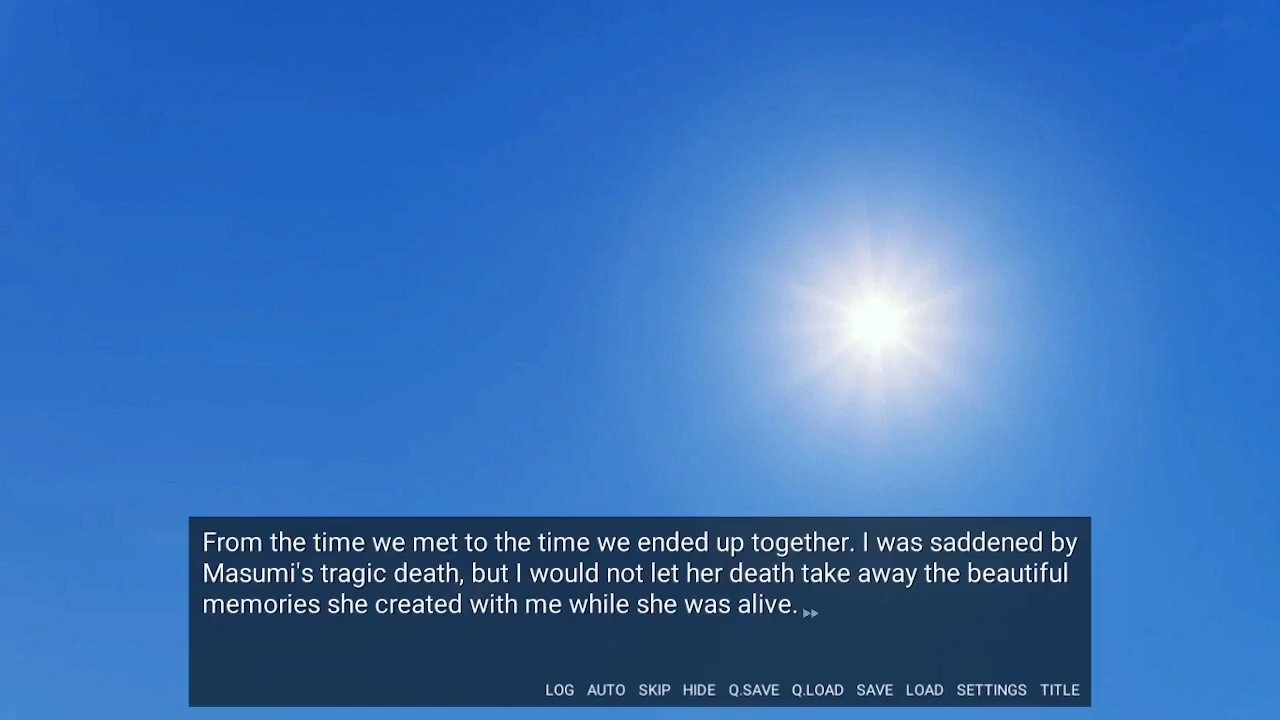 From the time we met to the time we ended up together. I was saddened by
Masumi's tragic death, but I would not let her death take away the beautiful
memories she created with me while she was alive.
LOG AUTO SKIP HIDE Q.SAVE Q.LOAD SAVE LOAD SETTINGS TITLE